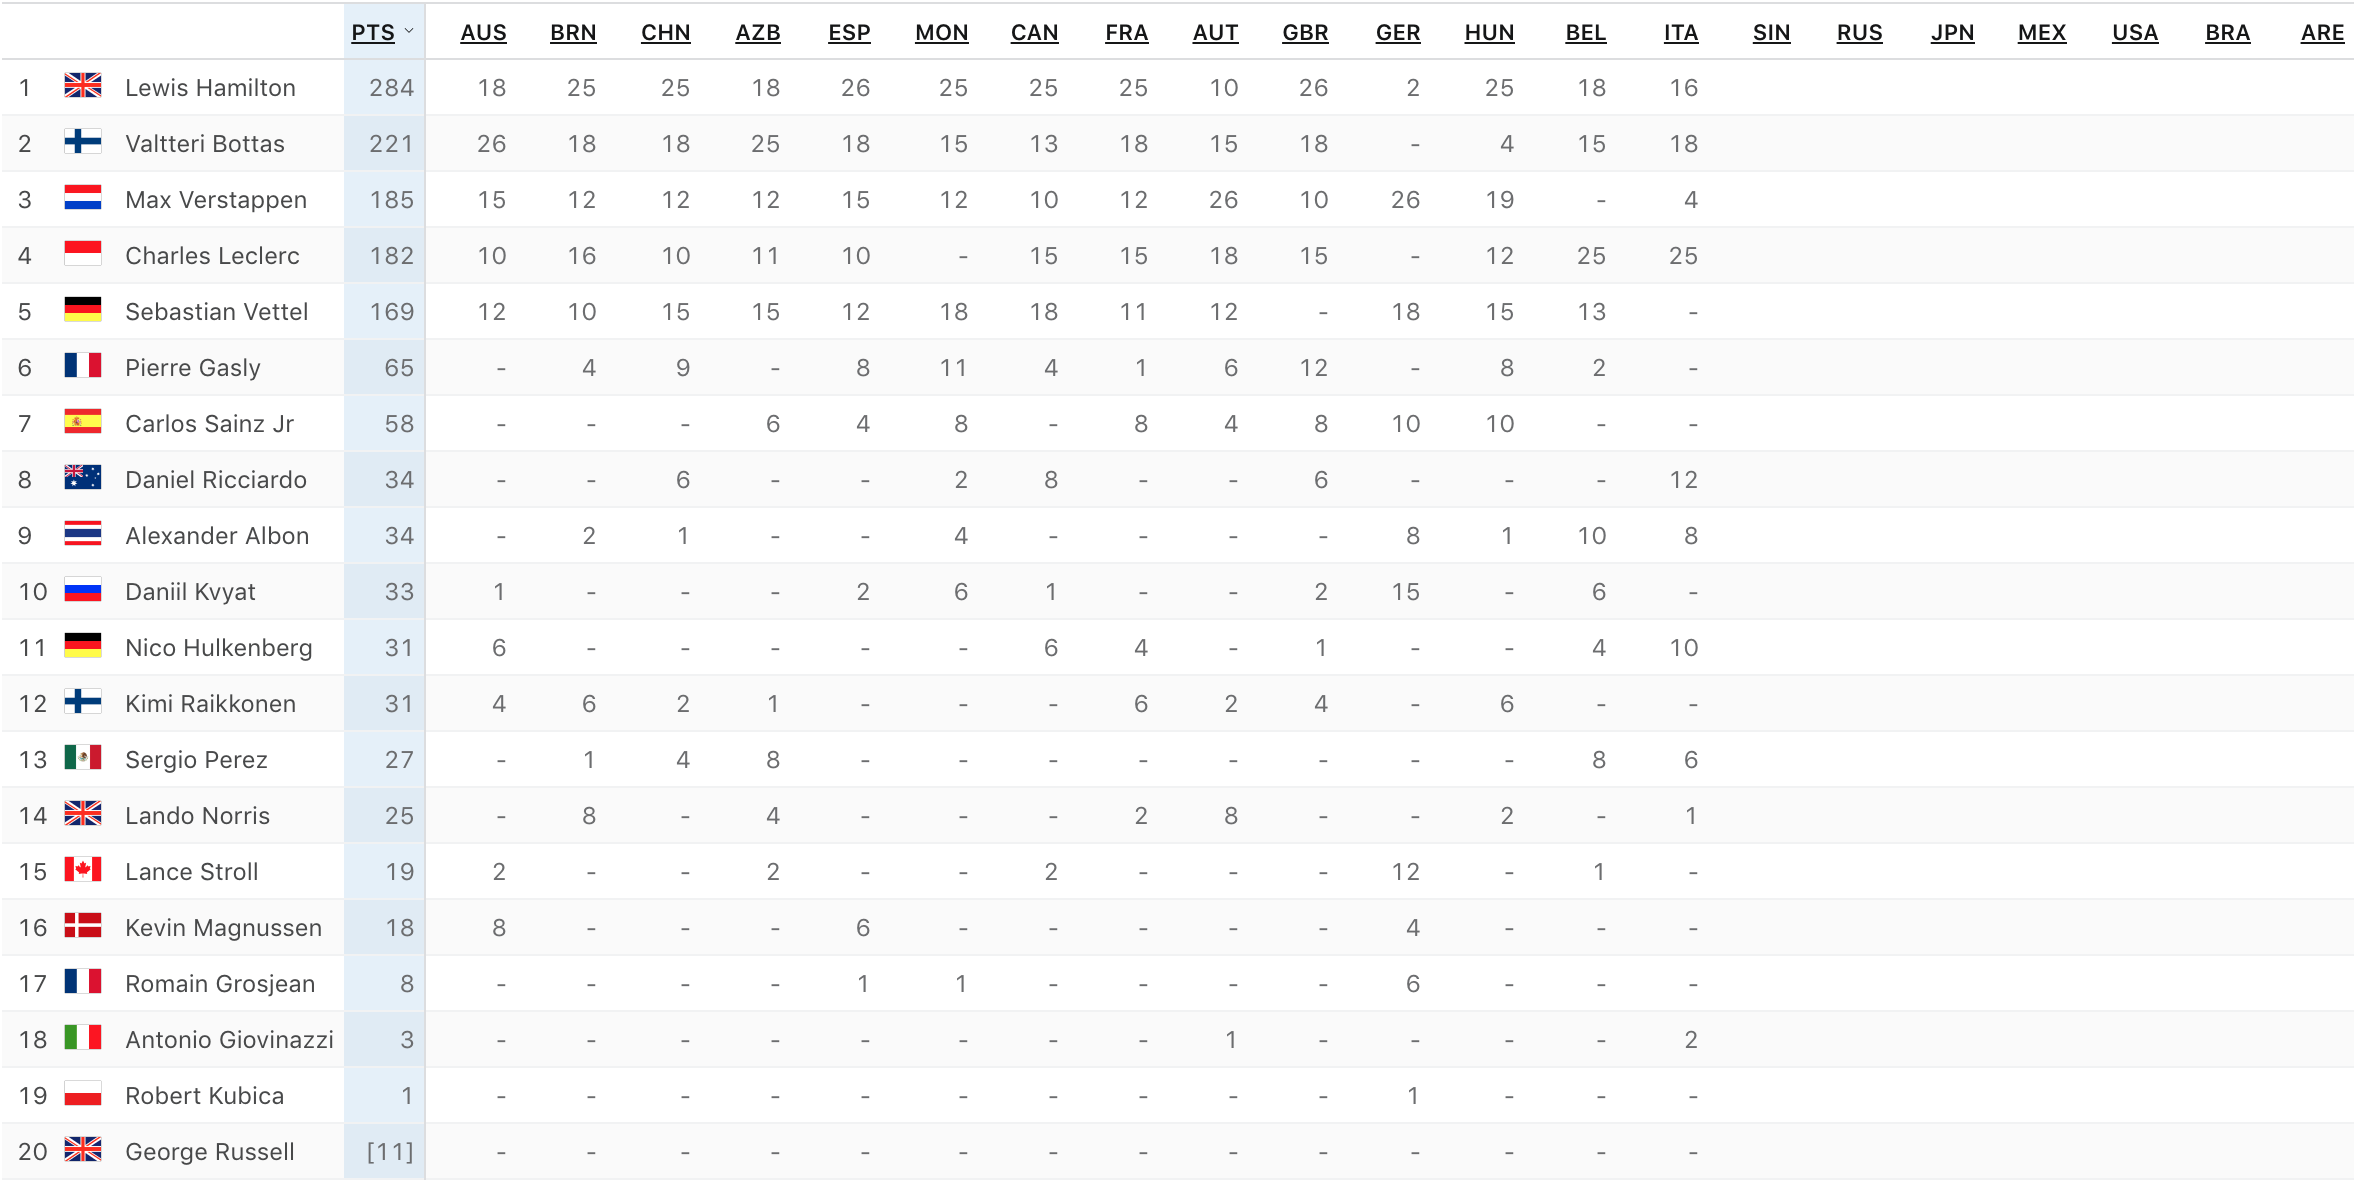 PTS AUS BRN CHN AZB ESP MON CAN FRA AUT GBR GER HUN BEL ITA SIN RUS JPN MEX USA BRA ARE
1 Lewis Hamilton 284 18 25 25 18 26 25 25 25 10 26 2 25 18 16
2 Valtteri Bottas 221 26 18 18 25 18 15 13 18 15 18 - 4 15 18
3 Max Verstappen 185 15 12 12 12 15 12 10 12 26 10 26 19 - 4
4 Charles Leclerc 182 10 16 10 11 10 - 15 15 18 15 - 12 25 25
5 Sebastian Vettel 169 12 10 15 15 12 18 18 11 12 - 18 15 13 -
6 Pierre Gasly 65 - 4 9 - 8 11 4 1 6 12 - 8 2 -
7 Carlos Sainz Jr 58 - - - 6 4 8 - 8 4 8 10 10 - -
8 Daniel Ricciardo 34 - - 6 - - 2 8 - - 6 - - - 12
9 Alexander Albon 34 - 2 1 - - 4 - - - - 8 1 10 8
10 Daniil Kvyat 33 1 - - - 2 6 1 - - 2 15 - 6 -
11 Nico Hulkenberg 31 6 - - - - - 6 4 - 1 - - 4 10
12 Kimi Raikkonen 31 4 6 2 1 - - - 6 2 4 - 6 - -
13 Sergio Perez 27 - 1 4 8 - - - - - - - - 8 6
14 Lando Norris 25 - 8 - 4 - - - 2 8 - - 2 - 1
15 Lance Stroll 19 2 - - 2 - - 2 - - - 12 - 1 -
16 Kevin Magnussen 18 8 - - - 6 - - - - - 4 - - -
17 Romain Grosjean 8 - - - - 1 1 - - - - 6 - - -
18 Antonio Giovinazzi 3 - - - - - - - - 1 - - - - 2
19 Robert Kubica 1 - - - - - - - - - - 1 - - -
20 George Russell [11] - - - - - - - - - - - - - -